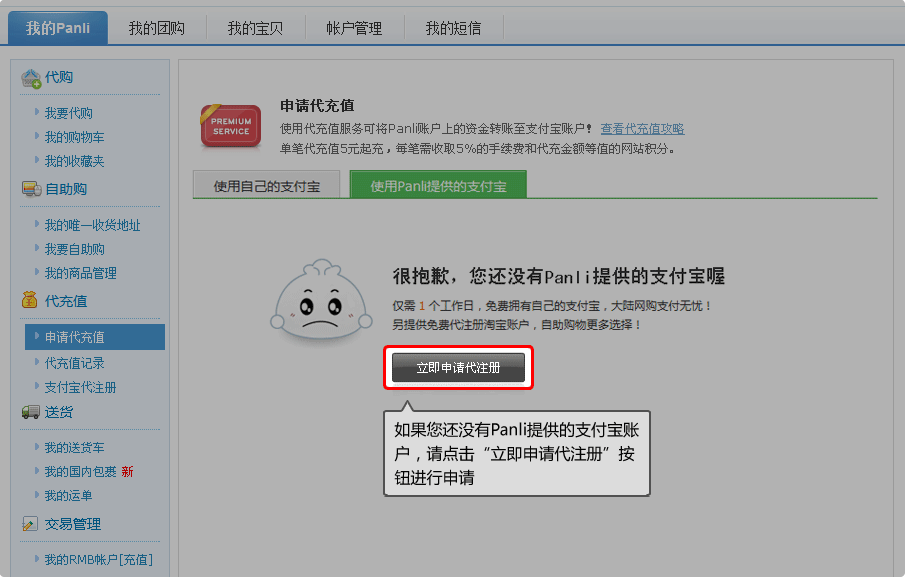 我的Panli
我的团购
我的宝贝
帐户管理
我的短信
代购
我要代购
我的购物车
我的收藏夹
自助购
我的唯一收货地址
我要自助购
我的商品管理
代充值
申请代充值
代充值记录
支付宝代注册
送货
我的送货车
我的国内包裹 新
我的运单
交易管理
我的RMB帐户[充值]
PREMIUM
SERVICE
申请代充值
使用代充值服务可将Panli账户上的资金转账至支付宝账户！ 查看代充值攻略
单笔代充值5元起充，每笔需收取5%的手续费和代充金额等值的网站积分。
使用自己的支付宝
使用Panli提供的支付宝
很抱歉，您还没有Panli提供的支付宝喔
仅需 1 个工作日，免费拥有自己的支付宝，大陆网购支付无忧！
另提供免费代注册淘宝账户，自助购物更多选择！
立即申请代注册
如果您还没有Panli提供的支付宝账
户，请点击“立即申请代注册”按
钮进行申请